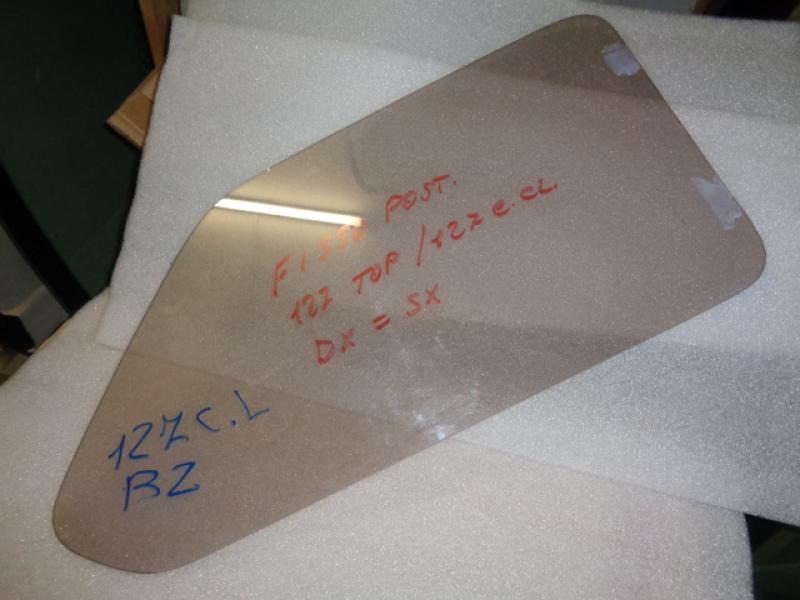 FISSO POST.
127 TOP / 127 C.CL.
DX = SX
127 C.L
BZ